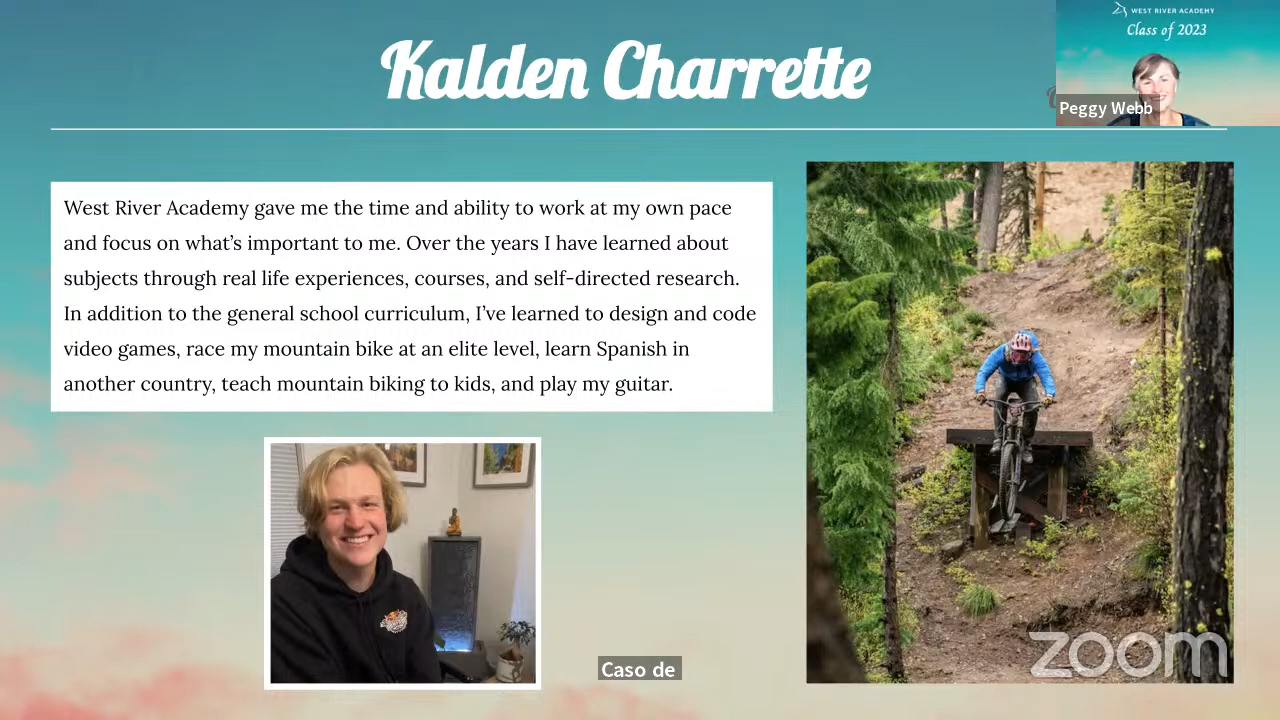 WEST RIVER ACADEMY
Class of 2023
Kalden Charrette
Peggy Webb
West River Academy gave me the time and ability to work at my own pace
and focus on what’s important to me. Over the years I have learned about
subjects through real life experiences, courses, and self-directed research.
In addition to the general school curriculum, I’ve learned to design and code
video games, race my mountain bike at an elite level, learn Spanish in
another country, teach mountain biking to kids, and play my guitar.
Caso de
zoom